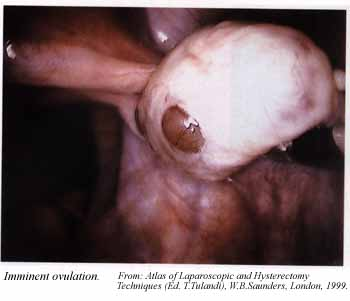 Imminent ovulation.
From: Atlas of Laparoscopic and Hysterectomy
Techniques (Ed. T.Tulandi), W.B.Saunders, London, 1999.